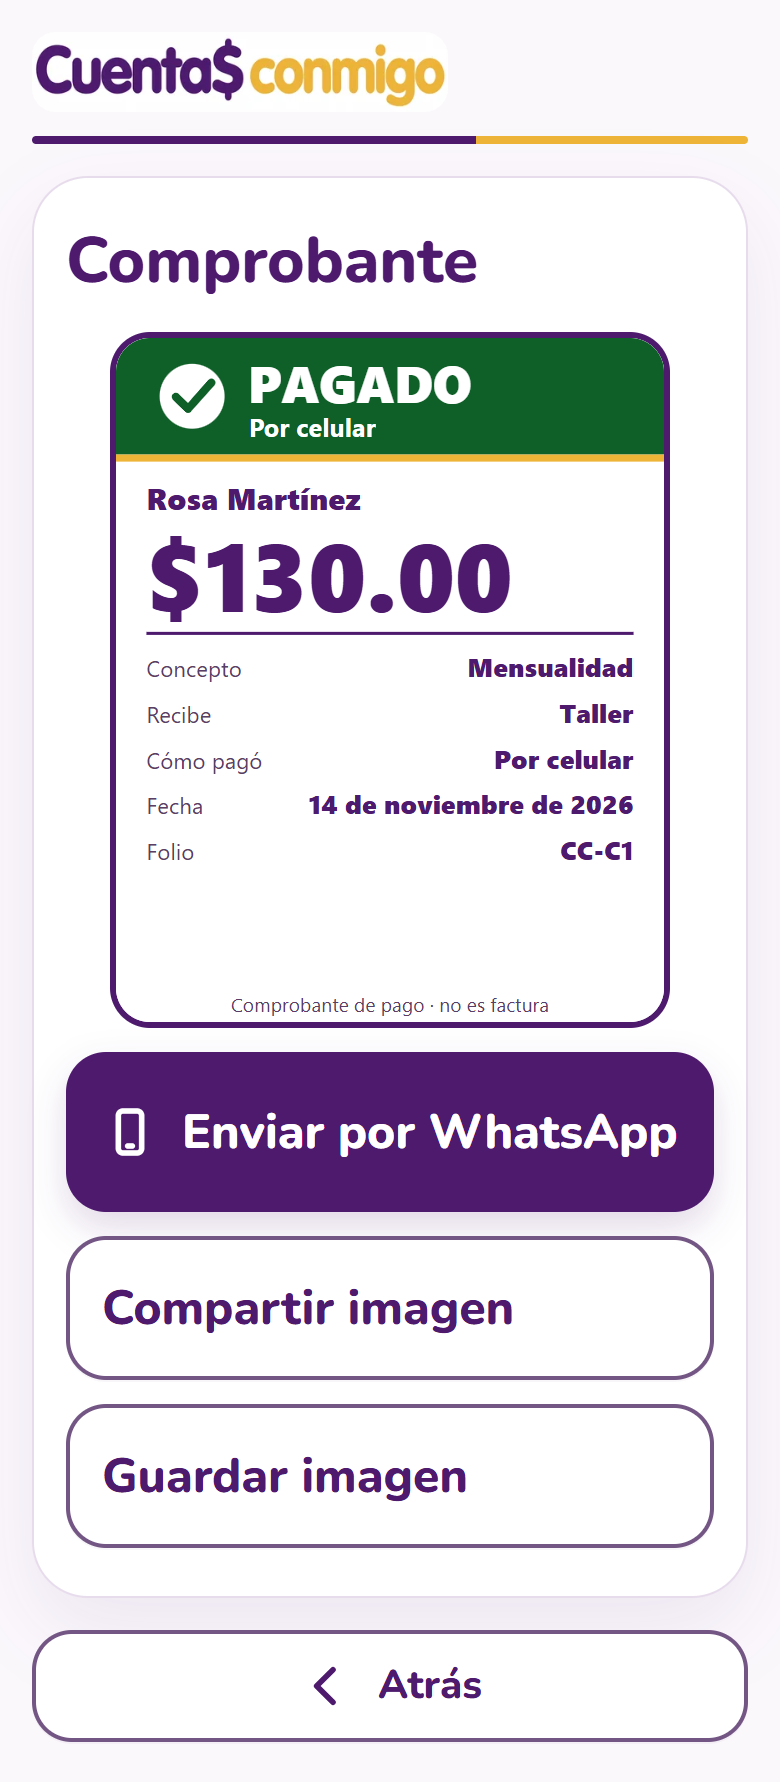 Cuenta$ conmigo
Comprobante
PAGADO
Por celular
Rosa Martínez
$130.00
Concepto Mensualidad
Recibe Taller
Cómo pagó Por celular
Fecha 14 de noviembre de 2026
Folio CC-C1
Comprobante de pago · no es factura
Enviar por WhatsApp
Compartir imagen
Guardar imagen
Atrás